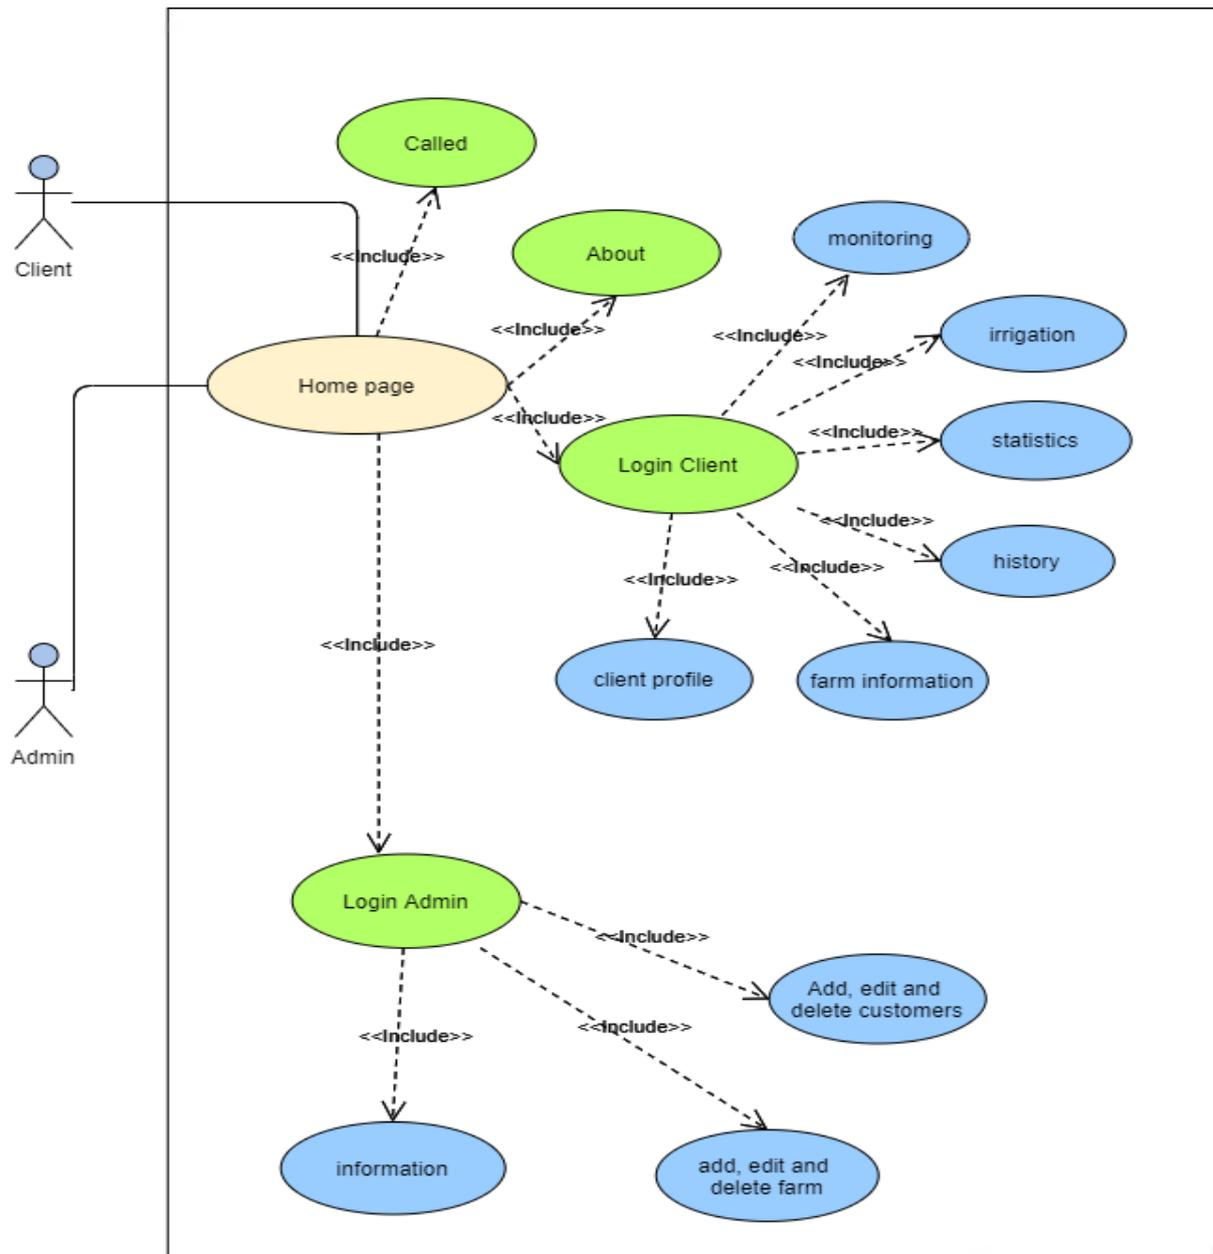 Called
Client
<<Include>>
About
monitoring
<<Include>>
<<Include>>
irrigation
<<Include>>
Home page
<<Include>>
Login Client
<<Include>>
statistics
<<Include>>
history
<<Include>>
<<Include>>
<<Include>>
client profile
farm information
Admin
Login Admin
<<Include>>
Add, edit and
delete customers
<<Include>>
<<Include>>
information
add, edit and
delete farm